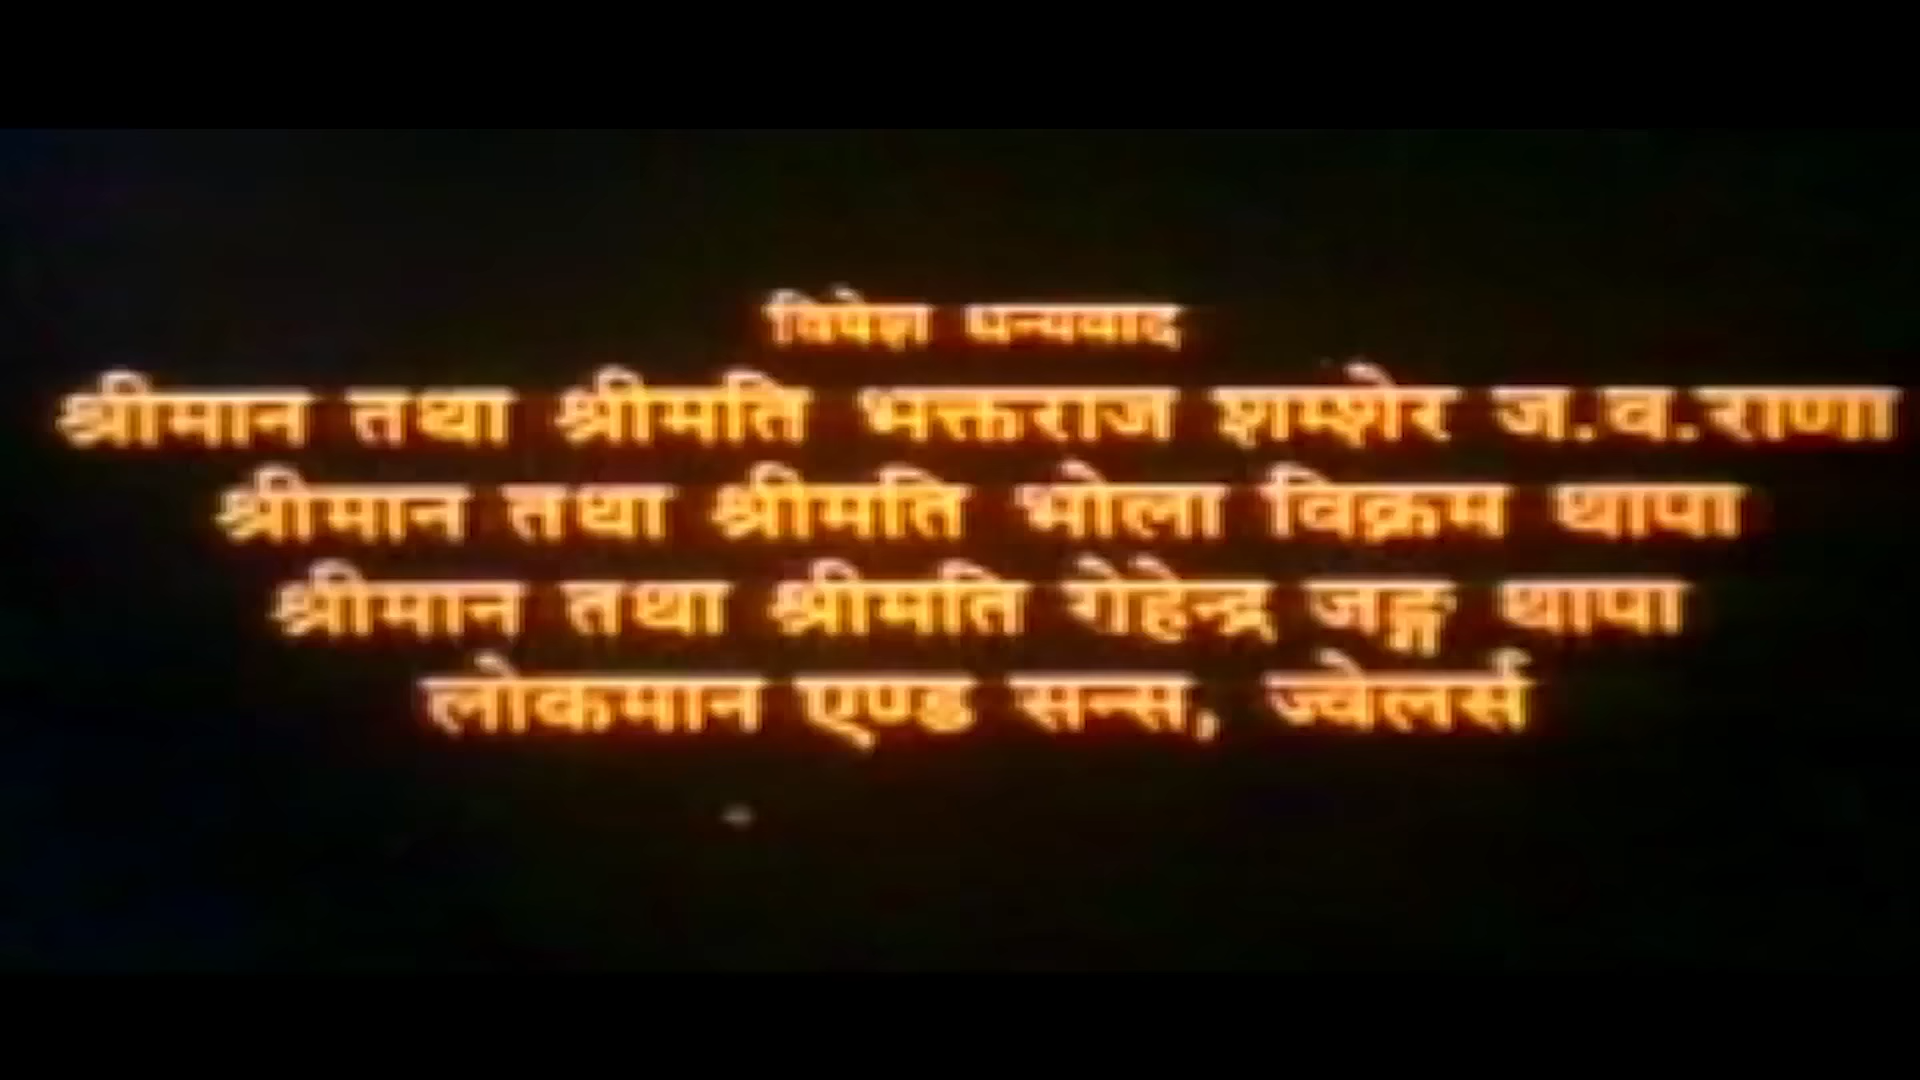 विषेश धन्यवाद
श्रीमान तथा श्रीमति भक्तराज शम्शेर ज.व.राणा
श्रीमान तथा श्रीमति भोला विक्रम थापा
श्रीमान तथा श्रीमति गेहेन्द्र जङ्ग थापा
लोकमान एण्ड सन्स, ज्वेलर्स